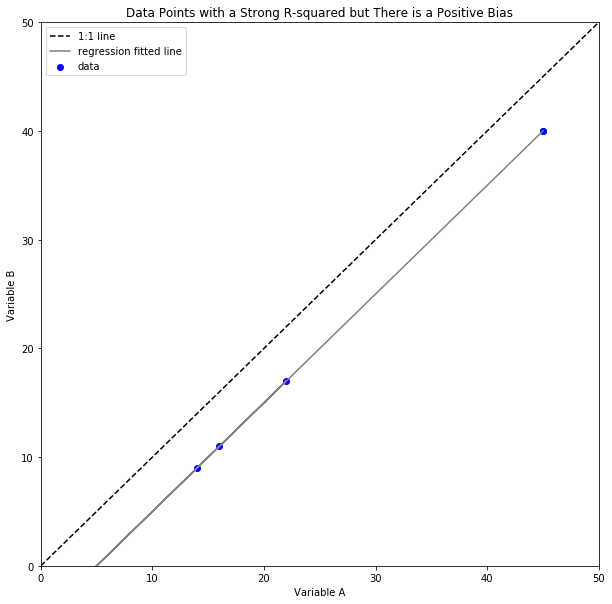 Data Points with a Strong R-squared but There is a Positive Bias
1:1 line
regression fitted line
data
50
40
30
20
10
0
Variable B
0 10 20 30 40 50
Variable A